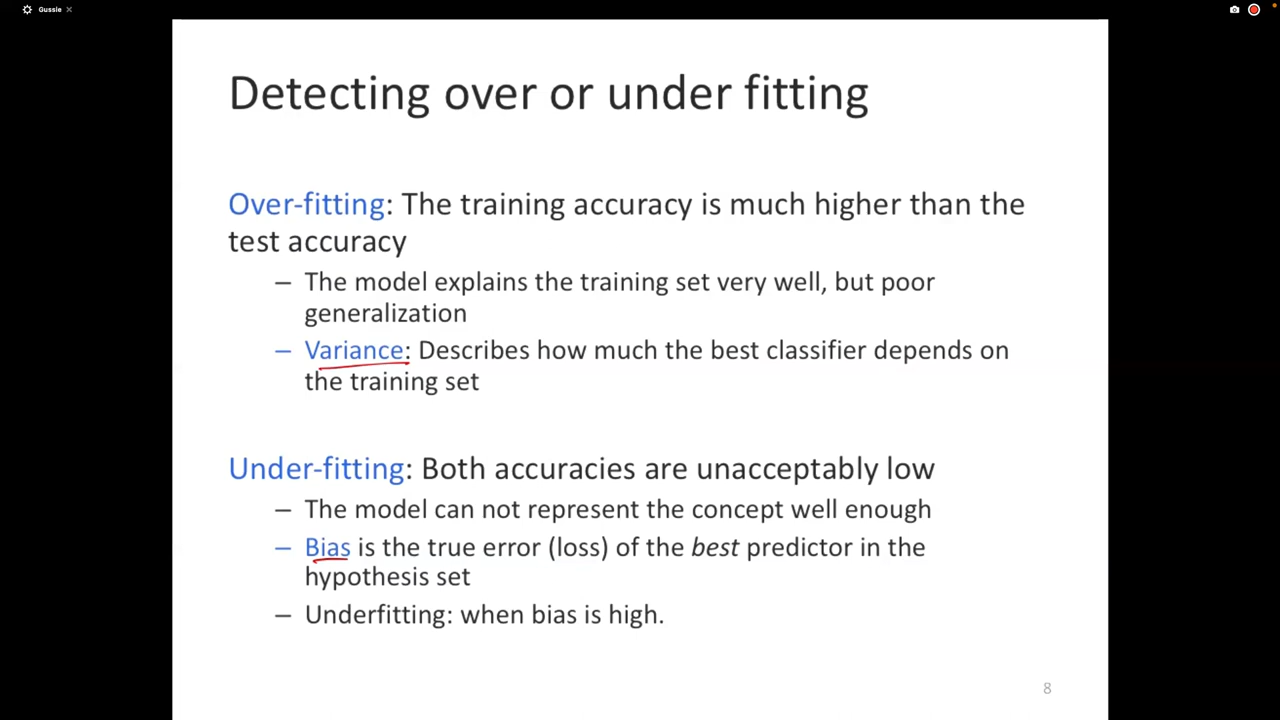 Gussie
Detecting over or under fitting
Over-fitting: The training accuracy is much higher than the
test accuracy
– The model explains the training set very well, but poor
generalization
– Variance: Describes how much the best classifier depends on
the training set
Under-fitting: Both accuracies are unacceptably low
– The model can not represent the concept well enough
– Bias is the true error (loss) of the best predictor in the
hypothesis set
– Underfitting: when bias is high.
8